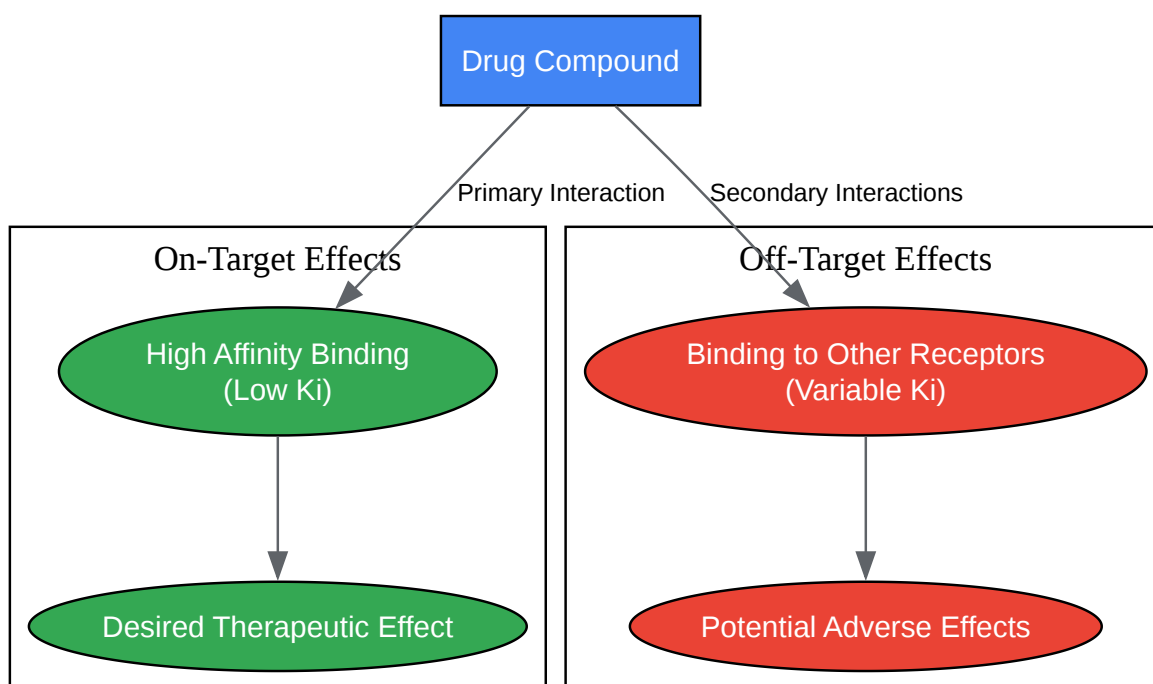 Drug Compound
Primary Interaction
Secondary Interactions
On-Target Effects
Off-Target Effects
High Affinity Binding
(Low Ki)
Binding to Other Receptors
(Variable Ki)
Desired Therapeutic Effect
Potential Adverse Effects